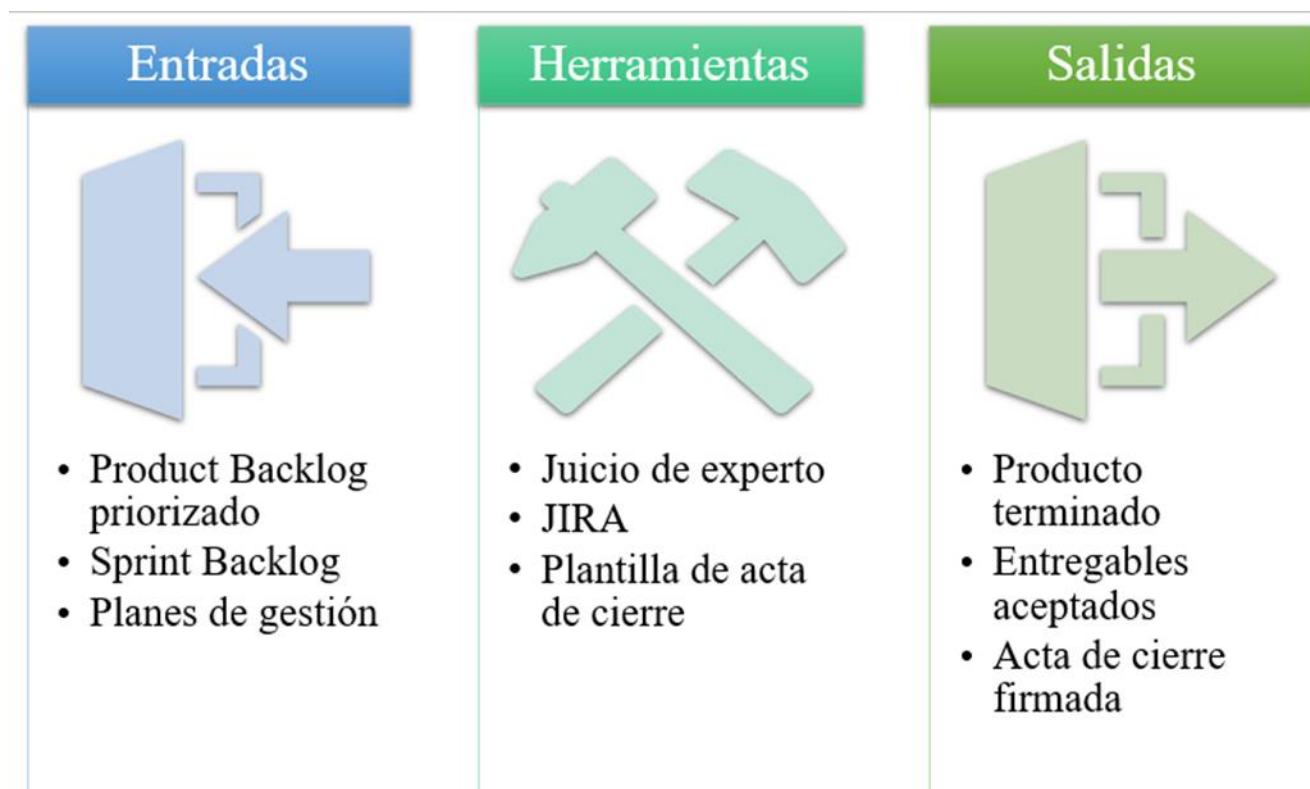 Entradas
• Product Backlog
priorizado
• Sprint Backlog
• Planes de gestión
Herramientas
• Juicio de experto
• JIRA
• Plantilla de acta
de cierre
Salidas
• Producto
terminado
• Entregables
aceptados
• Acta de cierre
firmada